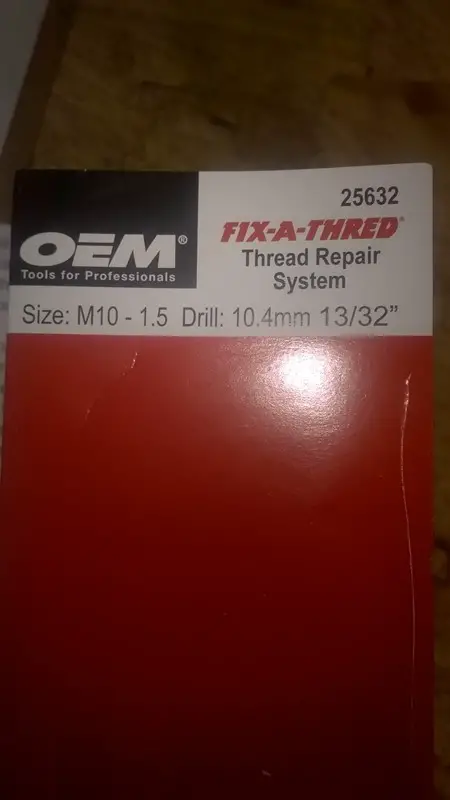 25632
OEM®
Tools for Professionals
FIX-A-THRED®
Thread Repair
System
Size: M10 - 1.5 Drill: 10.4mm 13/32”